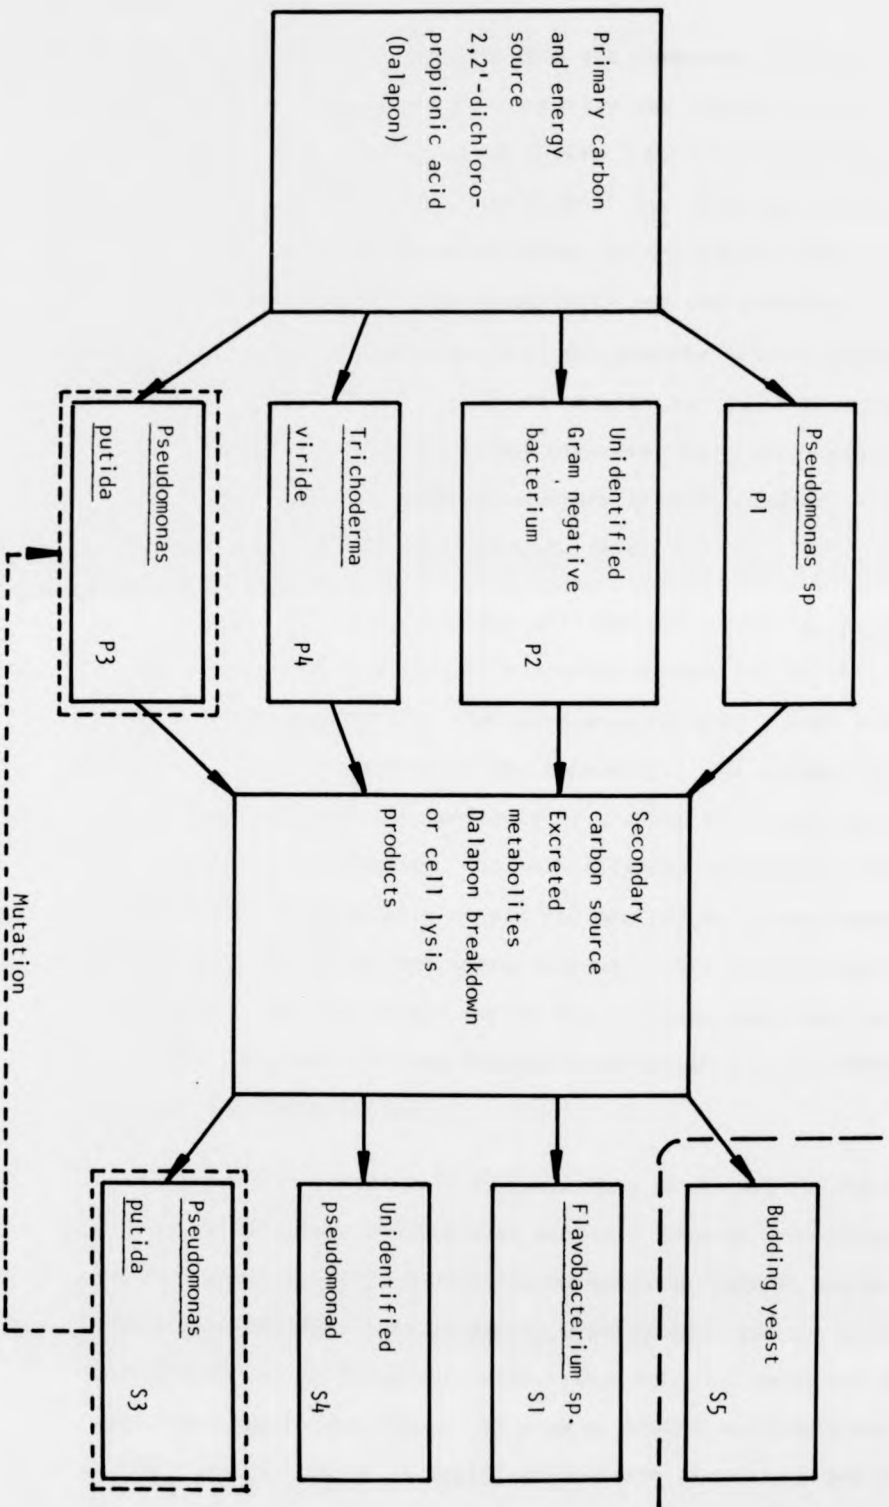 Primary carbon
and energy
source
2,2'-dichloro-
propionic acid
(Dalapon)
Pseudomonas sp
P1
Unidentified
Gram negative
bacterium
P2
Trichoderma
viride
P4
Pseudomonas
putida
P3
Secondary
carbon source
Excreted
metabolites
Dalapon breakdown
or cell lysis
products
Budding yeast
S5
Flavobacterium sp.
S1
Unidentified
pseudomonad
S4
Pseudomonas
putida
S3
Mutation